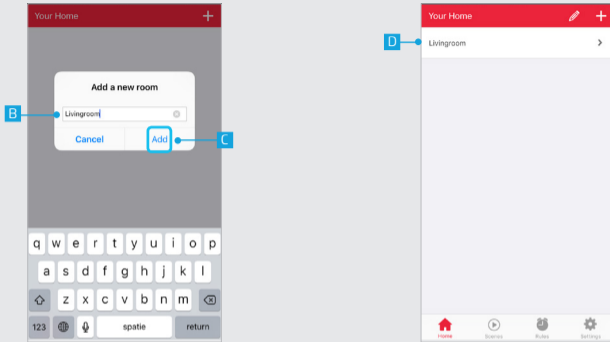 Your Home +
Add a new room
B
Livingroom
Cancel Add
C
q w e r t y u i o p
a s d f g h j k l
z x c v b n m
123 spatie return
Your Home +
D
Livingroom
Home Scenes Rules Settings